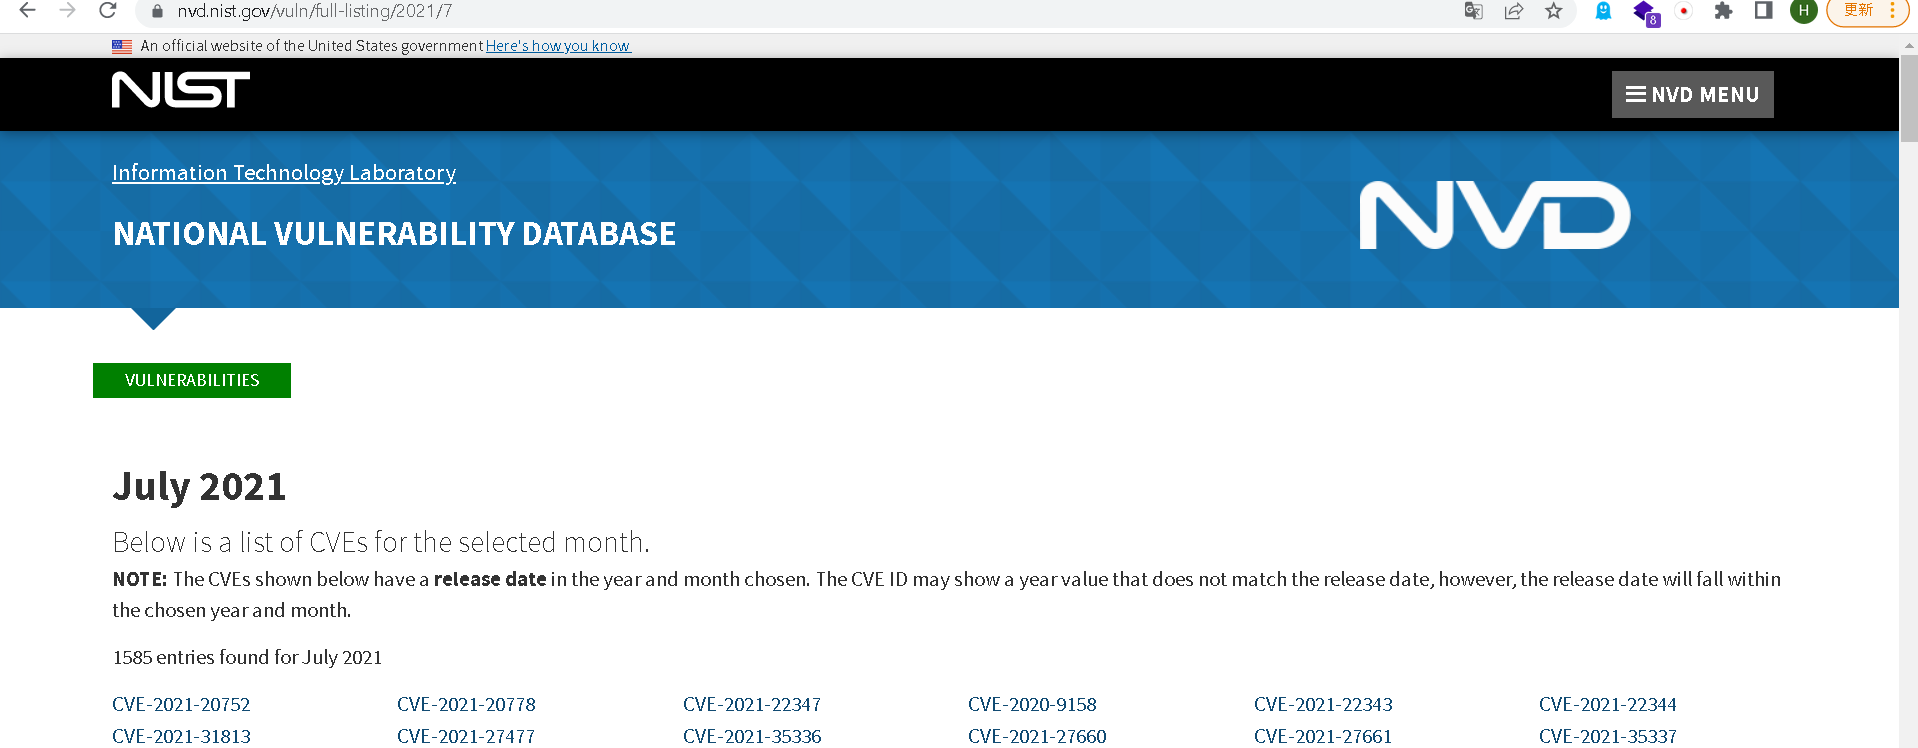 nvd.nist.gov/vuln/full-listing/2021/7
8
H
更新
An official website of the United States government Here's how you know
NIST
NVD MENU
Information Technology Laboratory
NATIONAL VULNERABILITY DATABASE
NVD
VULNERABILITIES
July 2021
Below is a list of CVEs for the selected month.
NOTE: The CVEs shown below have a release date in the year and month chosen. The CVE ID may show a year value that does not match the release date, however, the release date will fall within
the chosen year and month.
1585 entries found for July 2021
CVE-2021-20752 CVE-2021-20778 CVE-2021-22347 CVE-2020-9158 CVE-2021-22343 CVE-2021-22344
CVE-2021-31813 CVE-2021-27477 CVE-2021-35336 CVE-2021-27660 CVE-2021-27661 CVE-2021-35337